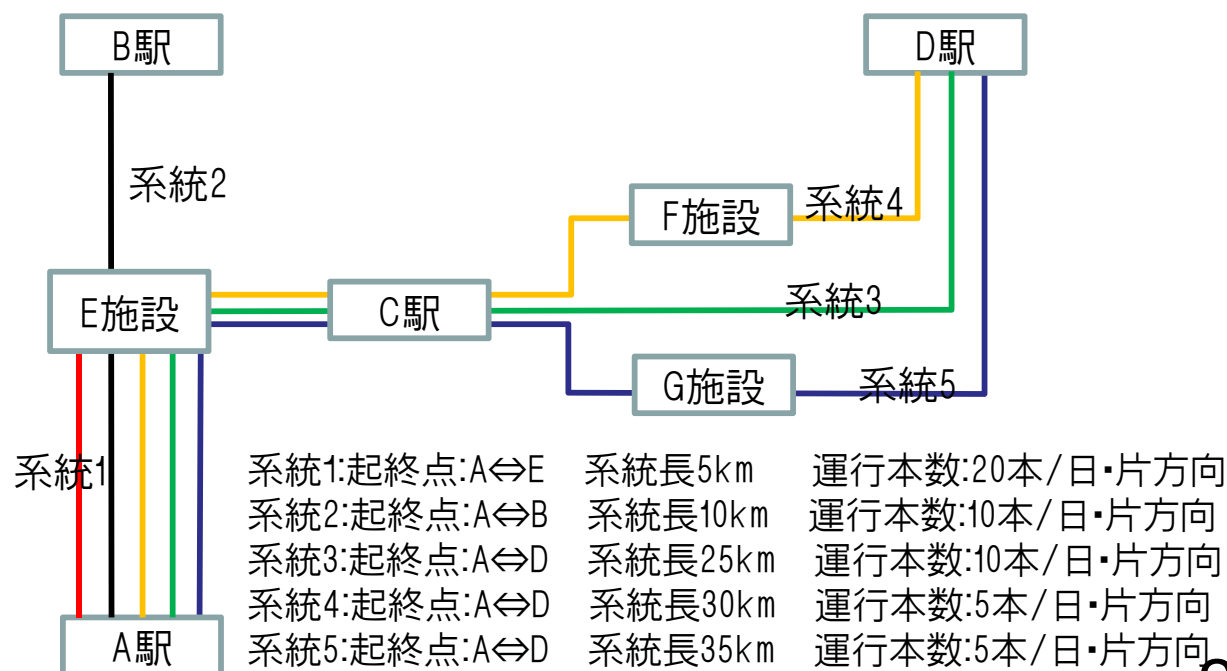 B駅
D駅
系統2
F施設
系統4
E施設
C駅
系統3
G施設
系統5
系統1
系統1:起終点:A⇔E 系統長5km 運行本数:20本/日・片方向
系統2:起終点:A⇔B 系統長10km 運行本数:10本/日・片方向
系統3:起終点:A⇔D 系統長25km 運行本数:10本/日・片方向
系統4:起終点:A⇔D 系統長30km 運行本数:5本/日・片方向
A駅
系統5:起終点:A⇔D 系統長35km 運行本数:5本/日・片方向